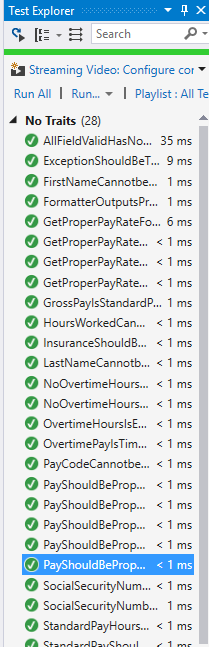 Test Explorer
Search
Streaming Video: Configure cor
Run All | Run... | Playlist : All Te
No Traits (28)
AllFieldValidHasNo... 35 ms
ExceptionShouldBeT... 9 ms
FirstNameCannotbe... 1 ms
FormatterOutputsPr... 1 ms
GetProperPayRateFo... 6 ms
GetProperPayRate... < 1 ms
GetProperPayRate... < 1 ms
GetProperPayRate... < 1 ms
GrossPayIsStandardP... 1 ms
HoursWorkedCan... < 1 ms
InsuranceShouldB... < 1 ms
LastNameCannotb... < 1 ms
NoOvertimeHours... < 1 ms
NoOvertimeHours... < 1 ms
OvertimeHoursIsE... < 1 ms
OvertimePayIsTim... < 1 ms
PayCodeCannotbe... < 1 ms
PayShouldBeProp... < 1 ms
PayShouldBeProp... < 1 ms
PayShouldBeProp... < 1 ms
PayShouldBeProp... < 1 ms
PayShouldBeProp... < 1 ms
SocialSecurityNum... < 1 ms
SocialSecurityNumb... 1 ms
StandardPayHours... < 1 ms
StandardPayShoul... < 1 ms